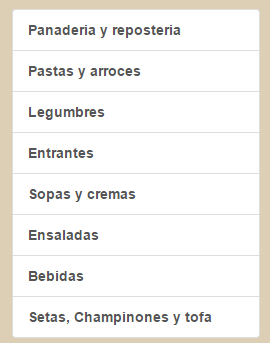 Panaderia y reposteria
Pastas y arroces
Legumbres
Entrantes
Sopas y cremas
Ensaladas
Bebidas
Setas, Champinones y tofa